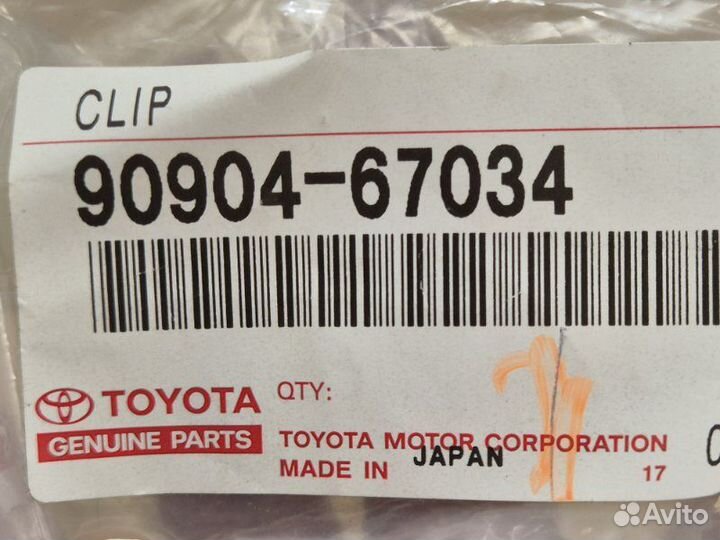 CLIP
90904-67034
TOYOTA
GENUINE PARTS
QTY:
TOYOTA MOTOR CORPORATION
MADE IN JAPAN
17
Avito